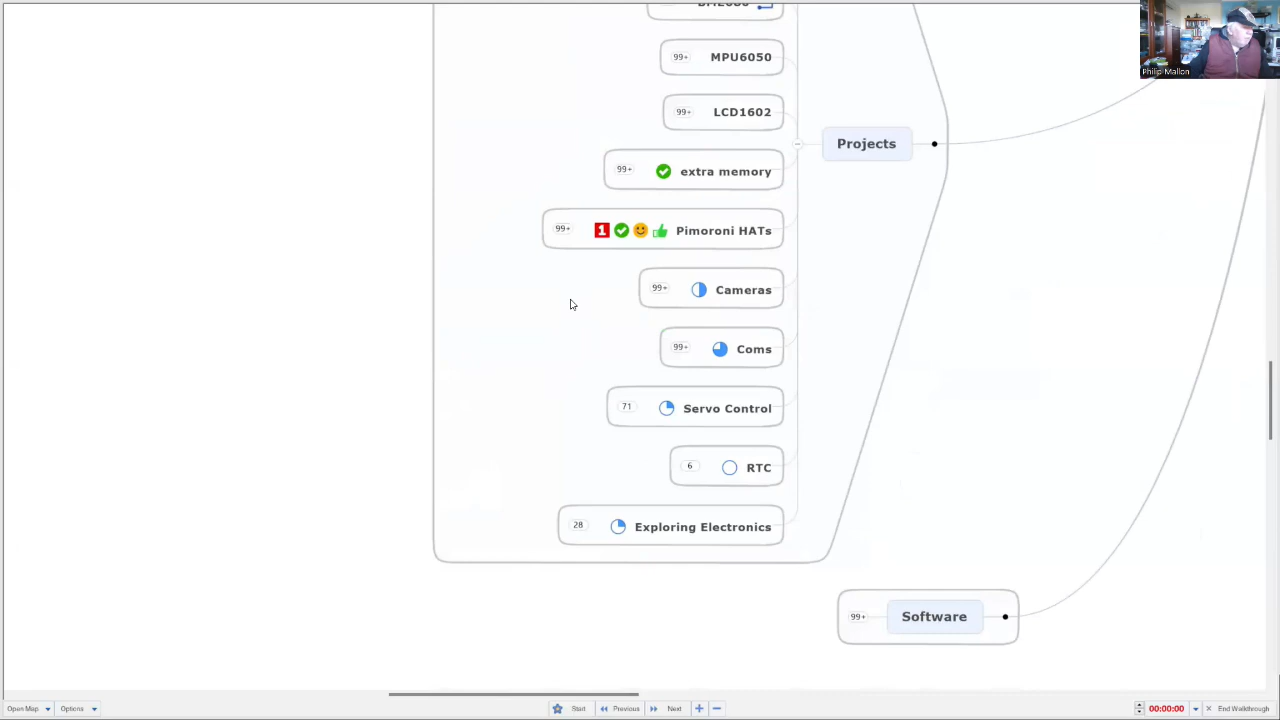 99+ MPU6050
99+ LCD1602
Projects
99+ extra memory
99+ 1 Pimoroni HATs
99+ Cameras
99+ Coms
71 Servo Control
6 RTC
28 Exploring Electronics
99+ Software
Philip Mallon
Open Map Options Start Previous Next 00:00:00 End Walkthrough